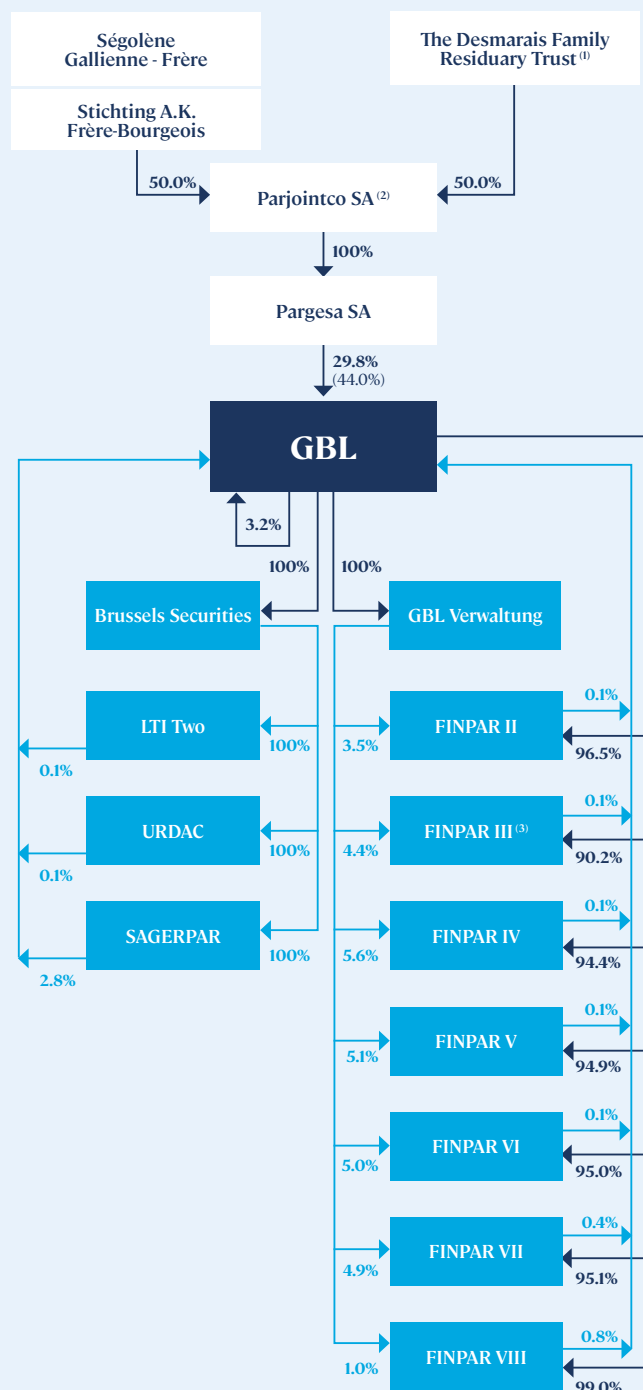 Ségolène
Gallienne - Frère
The Desmarais Family
Residuary Trust (1)
Stichting A.K.
Frère-Bourgeois
50.0%
Parjointco SA (2)
50.0%
100%
Pargesa SA
29.8%
(44.0%)
GBL
3.2%
100%
100%
Brussels Securities
GBL Verwaltung
LTI Two
100%
0.1%
3.5%
FINPAR II
0.1%
96.5%
URDAC
100%
0.1%
4.4%
FINPAR III (3)
0.1%
90.2%
SAGERPAR
100%
2.8%
5.6%
FINPAR IV
0.1%
94.4%
5.1%
FINPAR V
0.1%
94.9%
5.0%
FINPAR VI
0.1%
95.0%
4.9%
FINPAR VII
0.4%
95.1%
1.0%
FINPAR VIII
0.8%
99.0%